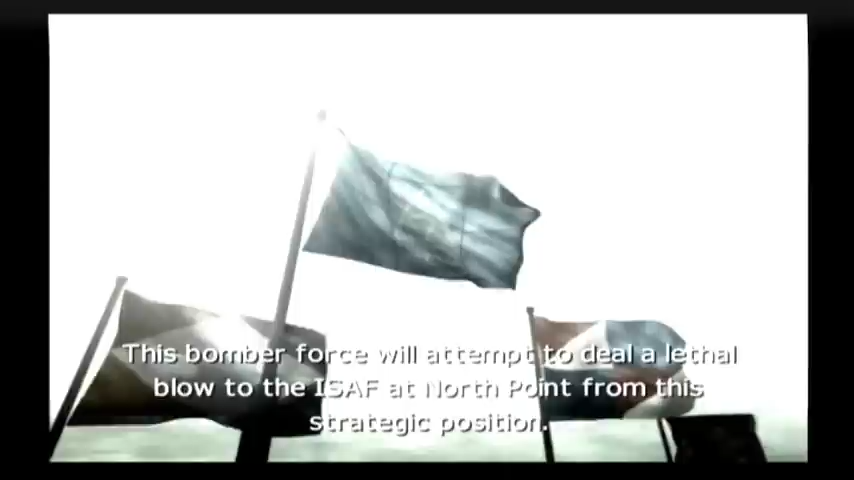 This bomber force will attempt to deal a lethal
blow to the ISAF at North Point from this
strategic position.